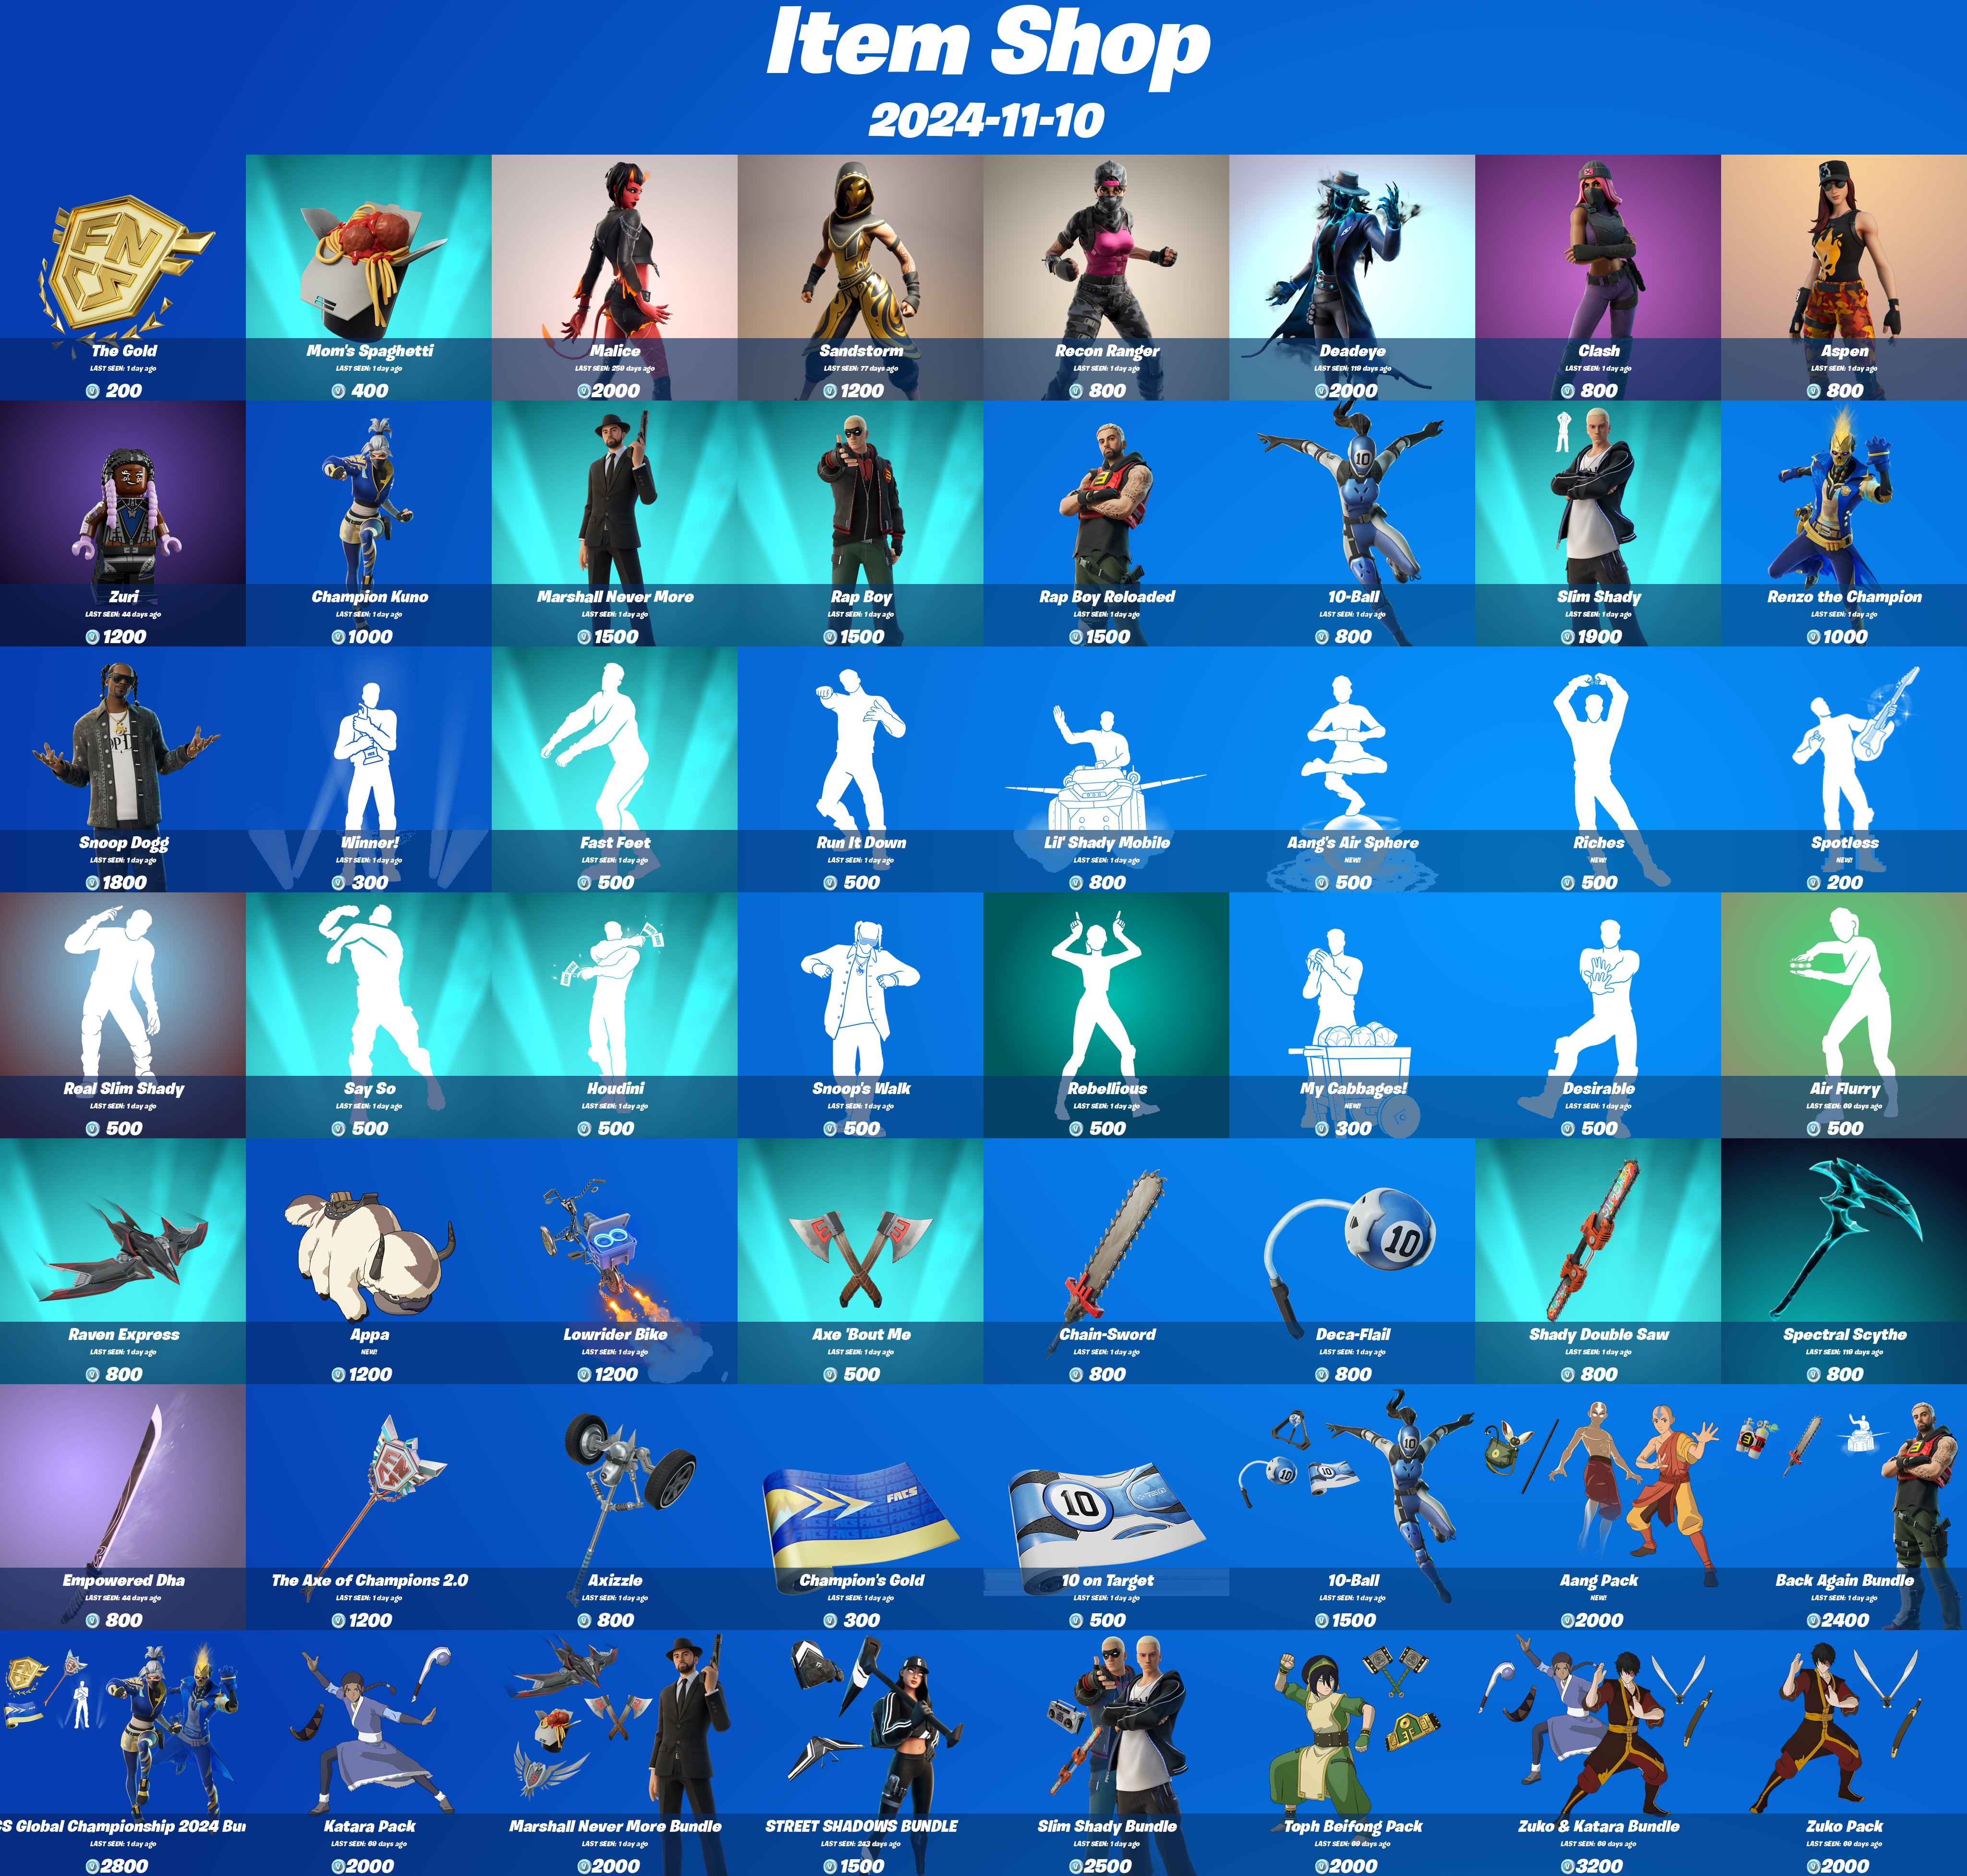 Item Shop
2024-11-10
The Gold
LAST SEEN: 1 day ago
200
Mom's Spaghetti
LAST SEEN: 1 day ago
400
Malice
LAST SEEN: 250 days ago
2000
Sandstorm
LAST SEEN: 77 days ago
1200
Recon Ranger
LAST SEEN: 1 day ago
800
Deadeye
LAST SEEN: 119 days ago
2000
Clash
LAST SEEN: 1 day ago
800
Aspen
LAST SEEN: 1 day ago
800
Zuri
LAST SEEN: 44 days ago
1200
Champion Kuno
LAST SEEN: 1 day ago
1000
Marshall Never More
LAST SEEN: 1 day ago
1500
Rap Boy
LAST SEEN: 1 day ago
1500
Rap Boy Reloaded
LAST SEEN: 1 day ago
1500
10
10-Ball
LAST SEEN: 1 day ago
800
Slim Shady
LAST SEEN: 1 day ago
1900
Renzo the Champion
LAST SEEN: 1 day ago
1000
Snoop Dogg
LAST SEEN: 1 day ago
1800
Winner!
LAST SEEN: 1 day ago
300
Fast Feet
LAST SEEN: 1 day ago
500
Run It Down
LAST SEEN: 1 day ago
500
Lil' Shady Mobile
LAST SEEN: 1 day ago
800
Aang's Air Sphere
NEW!
500
Riches
NEW!
500
Spotless
NEW!
200
Real Slim Shady
LAST SEEN: 1 day ago
500
Say So
LAST SEEN: 1 day ago
500
Houdini
LAST SEEN: 1 day ago
500
Snoop's Walk
LAST SEEN: 1 day ago
500
Rebellious
LAST SEEN: 1 day ago
500
My Cabbages!
NEW!
300
Desirable
LAST SEEN: 1 day ago
500
Air Flurry
LAST SEEN: 69 days ago
500
Raven Express
LAST SEEN: 1 day ago
800
Appa
NEW!
1200
Lowrider Bike
LAST SEEN: 1 day ago
1200
Axe 'Bout Me
LAST SEEN: 1 day ago
500
Chain-Sword
LAST SEEN: 1 day ago
800
10
Deca-Flail
LAST SEEN: 1 day ago
800
Shady Double Saw
LAST SEEN: 1 day ago
800
Spectral Scythe
LAST SEEN: 119 days ago
800
Empowered Dha
LAST SEEN: 44 days ago
800
The Axe of Champions 2.0
LAST SEEN: 1 day ago
1200
Axizzle
LAST SEEN: 1 day ago
800
FNCS
Champion's Gold
LAST SEEN: 1 day ago
300
10
10 on Target
LAST SEEN: 1 day ago
500
10
10
10
10-Ball
LAST SEEN: 1 day ago
1500
Aang Pack
NEW!
2000
Back Again Bundle
LAST SEEN: 1 day ago
2400
CS Global Championship 2024 Bun
LAST SEEN: 1 day ago
2800
Katara Pack
LAST SEEN: 69 days ago
2000
Marshall Never More Bundle
LAST SEEN: 1 day ago
2000
STREET SHADOWS BUNDLE
LAST SEEN: 243 days ago
1500
Slim Shady Bundle
LAST SEEN: 1 day ago
2500
Toph Beifong Pack
LAST SEEN: 69 days ago
2000
Zuko & Katara Bundle
LAST SEEN: 69 days ago
3200
Zuko Pack
LAST SEEN: 69 days ago
2000